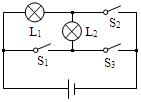 L₁ S₂
L₂
S₁ S₃